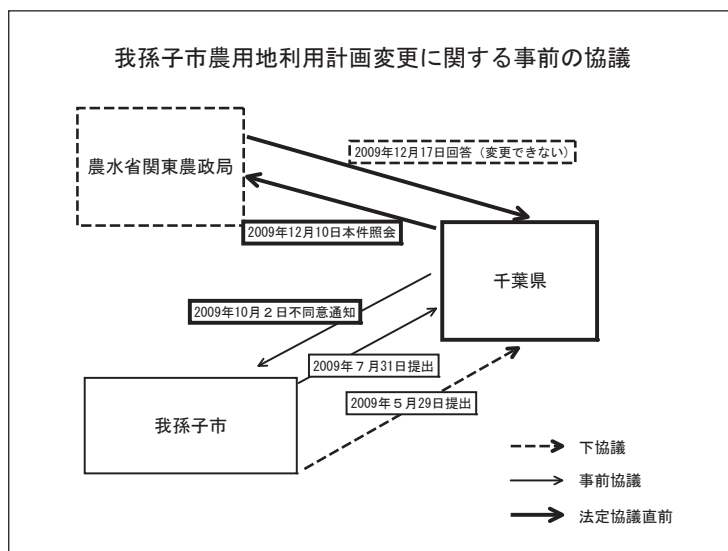 我孫子市農用地利用計画変更に関する事前の協議
農水省関東農政局
2009年12月17日回答（変更できない）
2009年12月10日本件照会
千葉県
2009年10月２日不同意通知
2009年７月31日提出
2009年５月29日提出
我孫子市
下協議
事前協議
法定協議直前